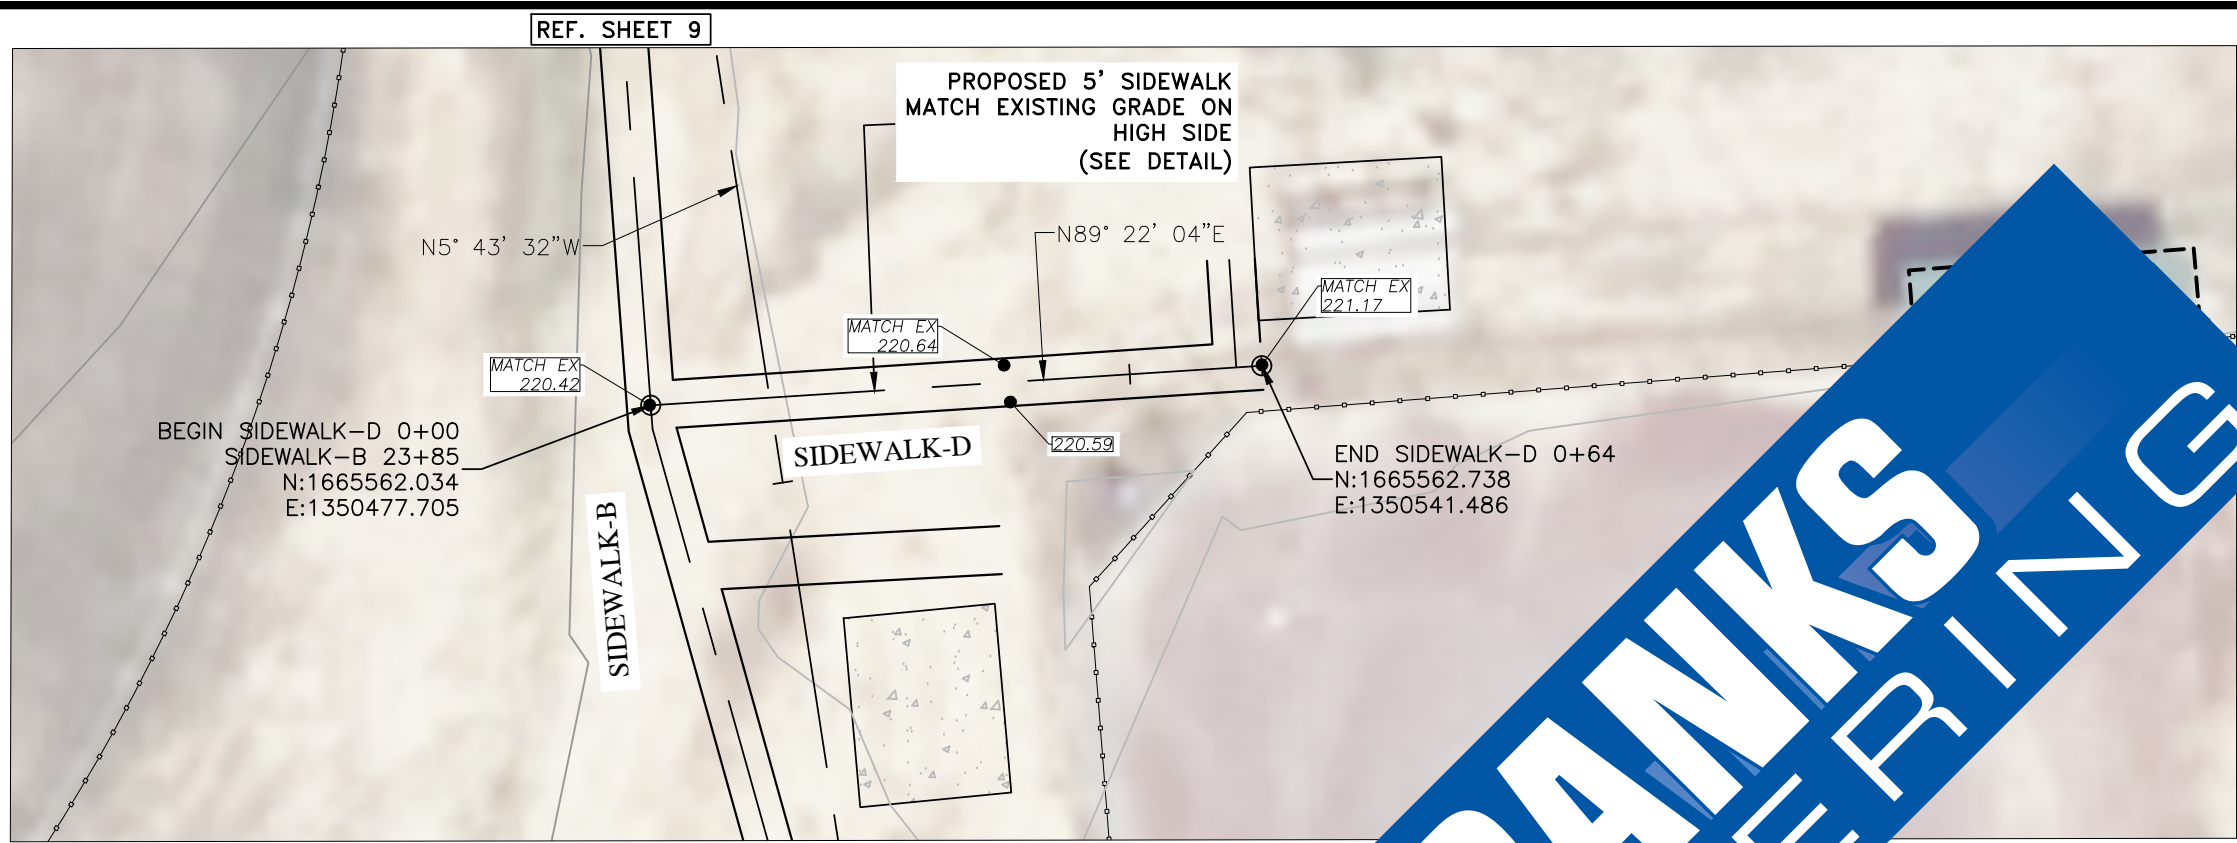 REF. SHEET 9
PROPOSED 5' SIDEWALK
MATCH EXISTING GRADE ON
HIGH SIDE
(SEE DETAIL)
N5° 43' 32"W
N89° 22' 04"E
MATCH EX
221.17
MATCH EX
220.64
MATCH EX
220.42
BEGIN SIDEWALK-D 0+00
SIDEWALK-B 23+85
N:1665562.034
E:1350477.705
SIDEWALK-D
220.59
END SIDEWALK-D 0+64
N:1665562.738
E:1350541.486
SIDEWALK-B
ANKS
ERING